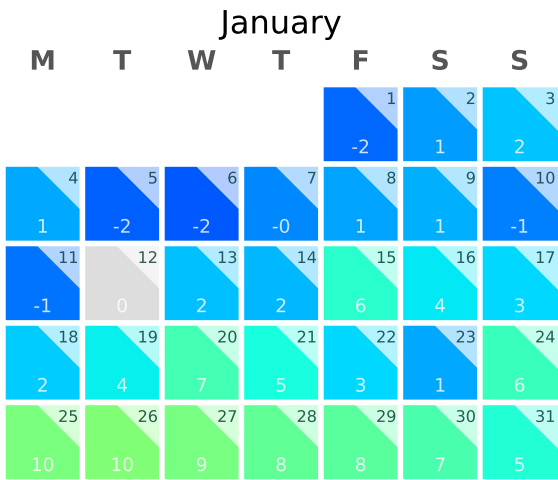 January
M T W T F S S
1 2 3
-2 1 2
4 5 6 7 8 9 10
1 -2 -2 -0 1 1 -1
11 12 13 14 15 16 17
-1 0 2 2 6 4 3
18 19 20 21 22 23 24
2 4 7 5 3 1 6
25 26 27 28 29 30 31
10 10 9 8 8 7 5